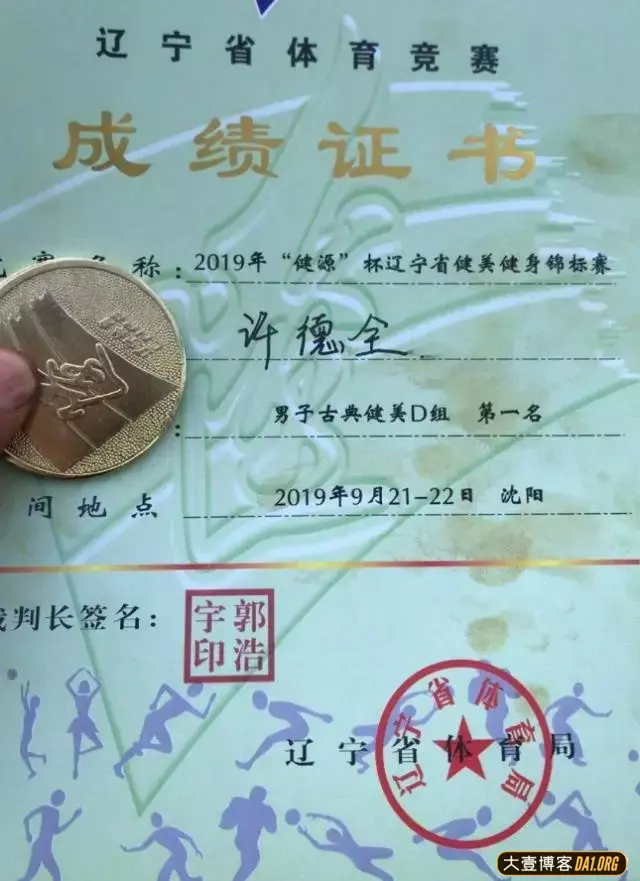 辽宁省体育竞赛
成绩证书
名称：2019年“健源”杯辽宁省健美健身锦标赛
许德全
男子古典健美D组 第一名
间地点：2019年9月21-22日 沈阳
裁判长签名：
郭浩宇印
辽宁省体育局
辽宁省体育局
大壹博客 DA1.ORG